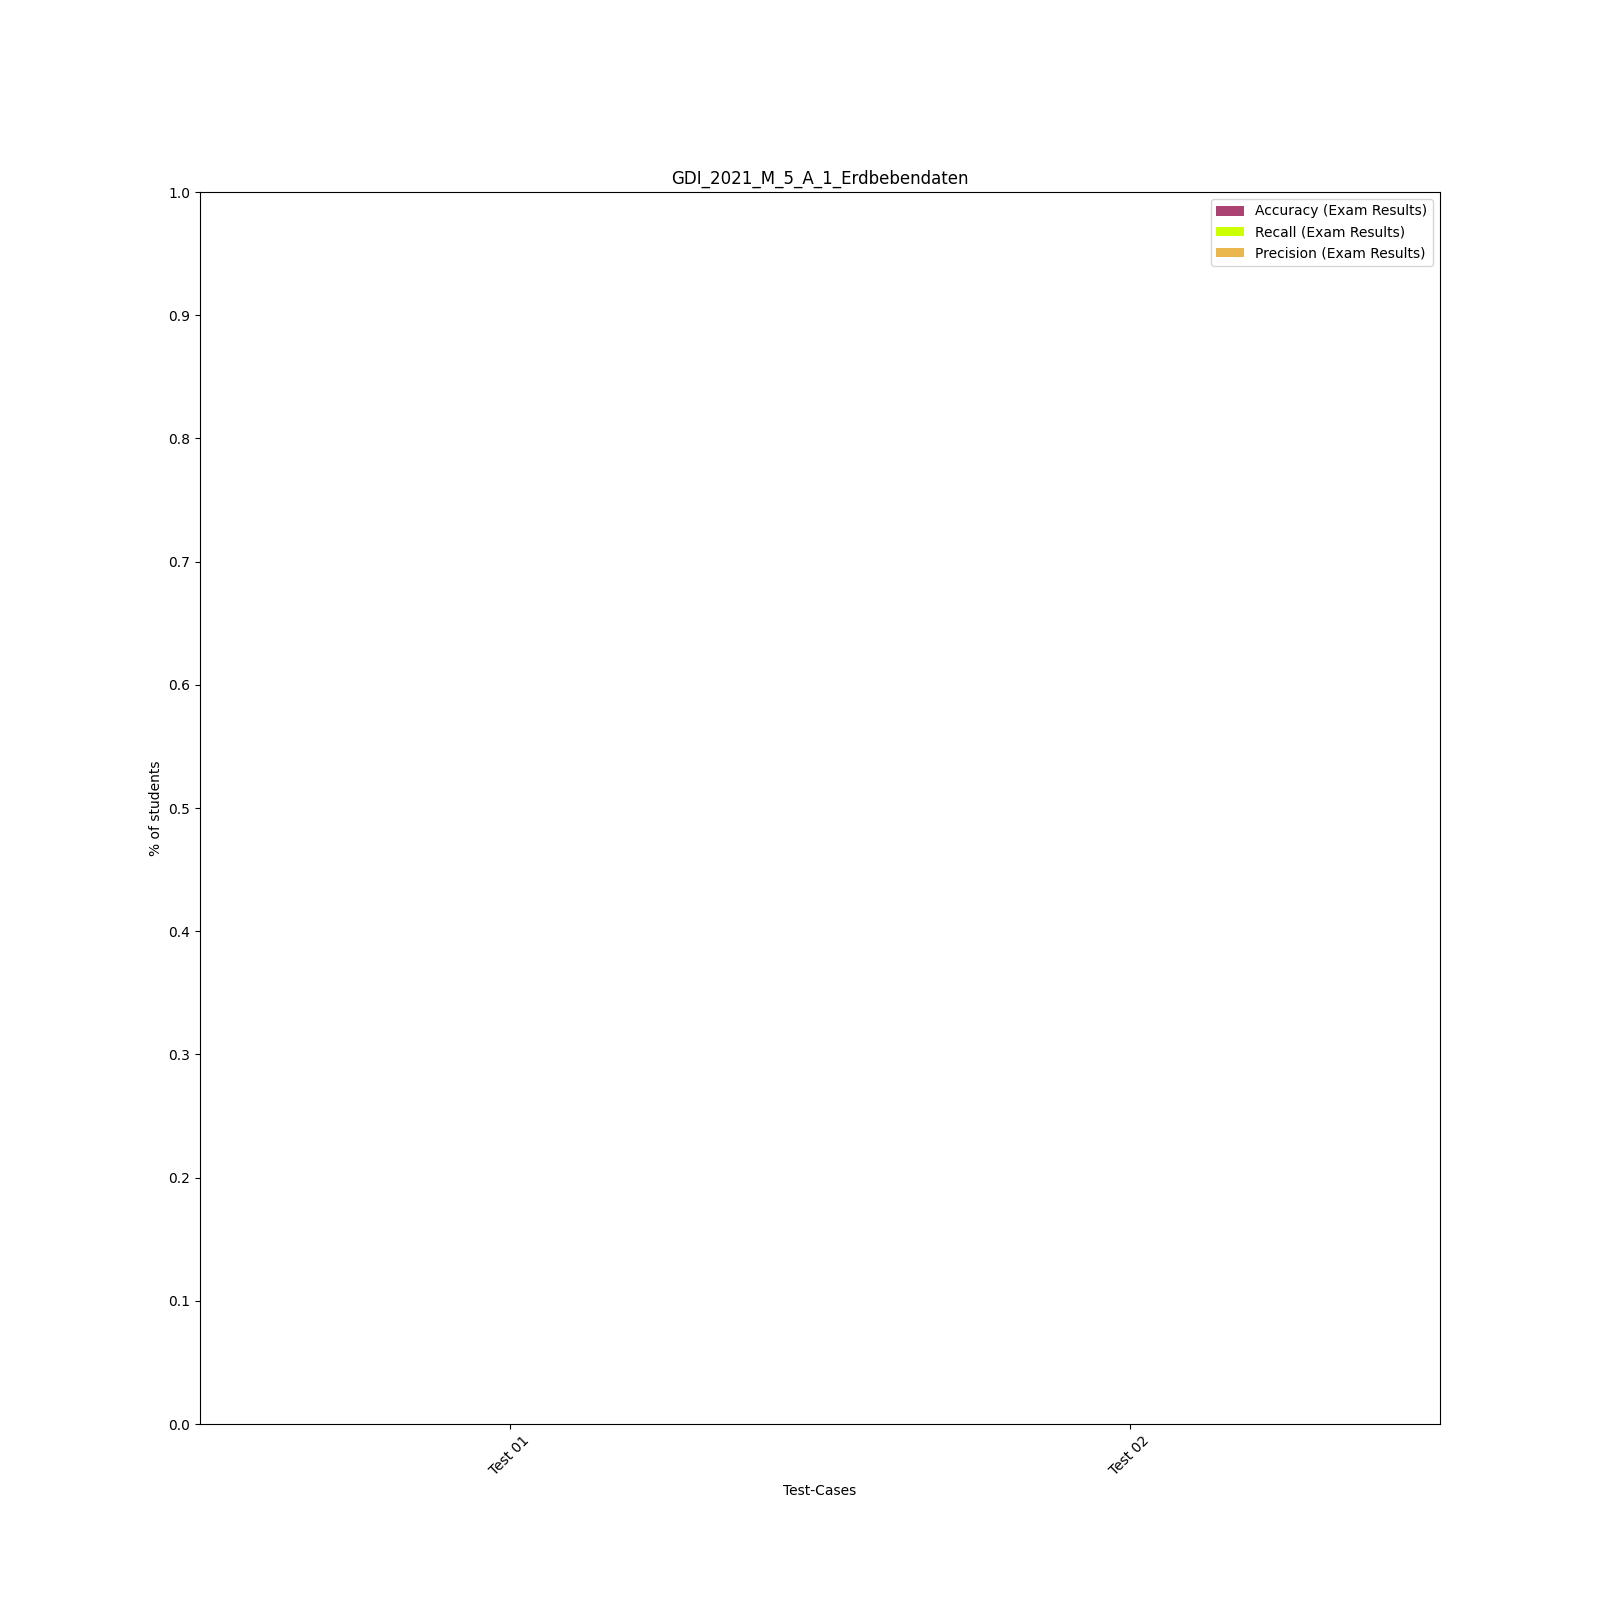 GDI_2021_M_5_A_1_Erdbebendaten
Accuracy (Exam Results)
Recall (Exam Results)
Precision (Exam Results)
% of students
1.0
0.9
0.8
0.7
0.6
0.5
0.4
0.3
0.2
0.1
0.0
Test 01
Test 02
Test-Cases